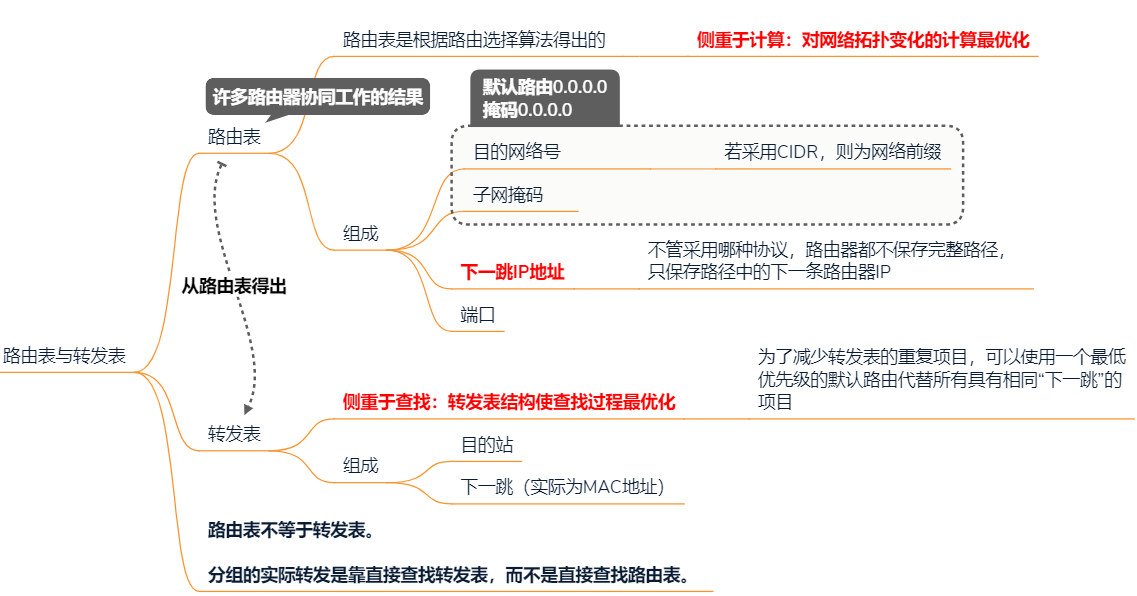 路由表与转发表
路由表
许多路由器协同工作的结果
路由表是根据路由选择算法得出的
侧重于计算：对网络拓扑变化的计算最优化
组成
默认路由0.0.0.0
掩码0.0.0.0
目的网络号
若采用CIDR，则为网络前缀
子网掩码
下一跳IP地址
不管采用哪种协议，路由器都不保存完整路径，
只保存路径中的下一条路由器IP
端口
从路由表得出
转发表
侧重于查找：转发表结构使查找过程最优化
为了减少转发表的重复项目，可以使用一个最低
优先级的默认路由代替所有具有相同“下一跳”的
项目
组成
目的站
下一跳（实际为MAC地址）
路由表不等于转发表。
分组的实际转发是靠直接查找转发表，而不是直接查找路由表。